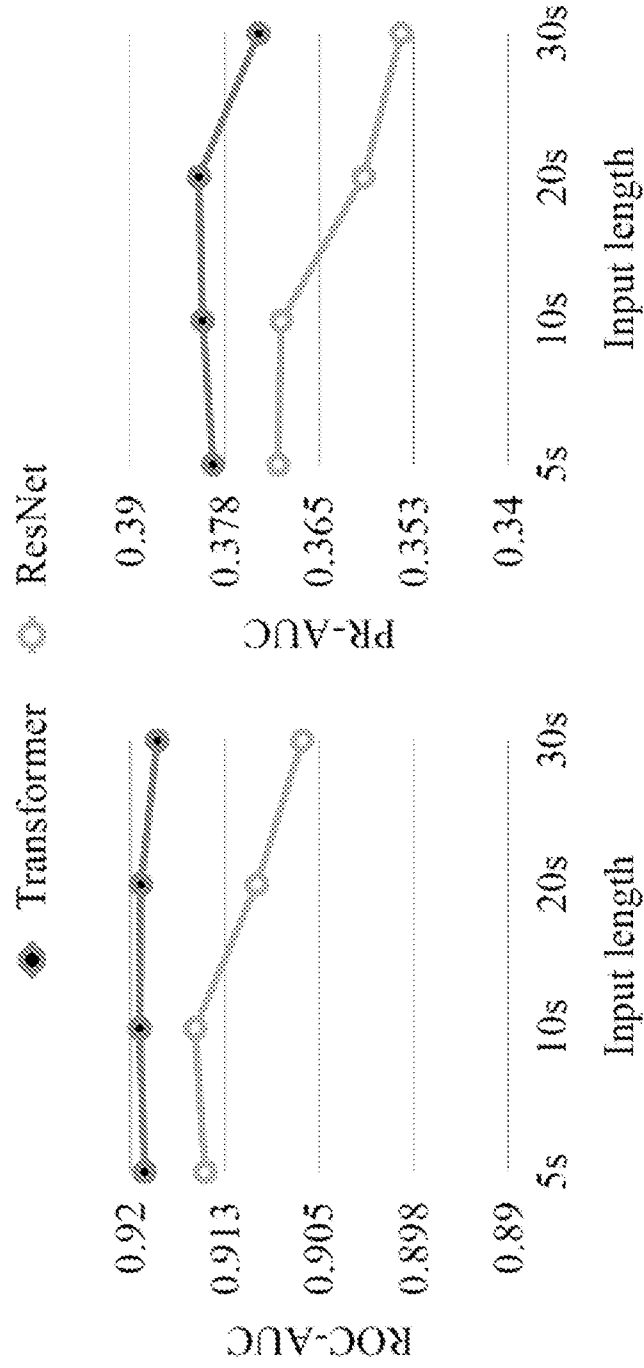 Transformer ResNet
ROC-AUC
0.92
0.913
0.905
0.898
0.89
5s 10s 20s 30s
Input length
PR-AUC
0.39
0.378
0.365
0.353
0.34
5s 10s 20s 30s
Input length